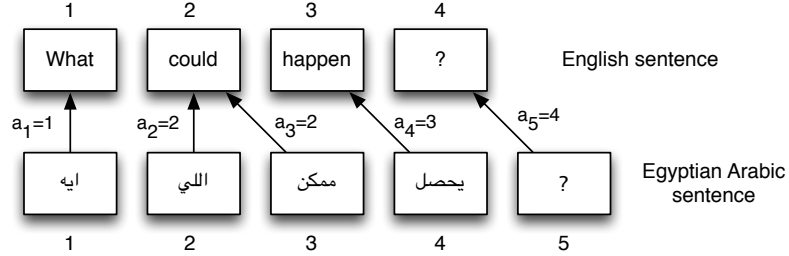 1 2 3 4
What could happen ? English sentence
a1=1 a2=2 a3=2 a4=3 a5=4
ايه اللي ممكن يحصل ? Egyptian Arabic
sentence
1 2 3 4 5